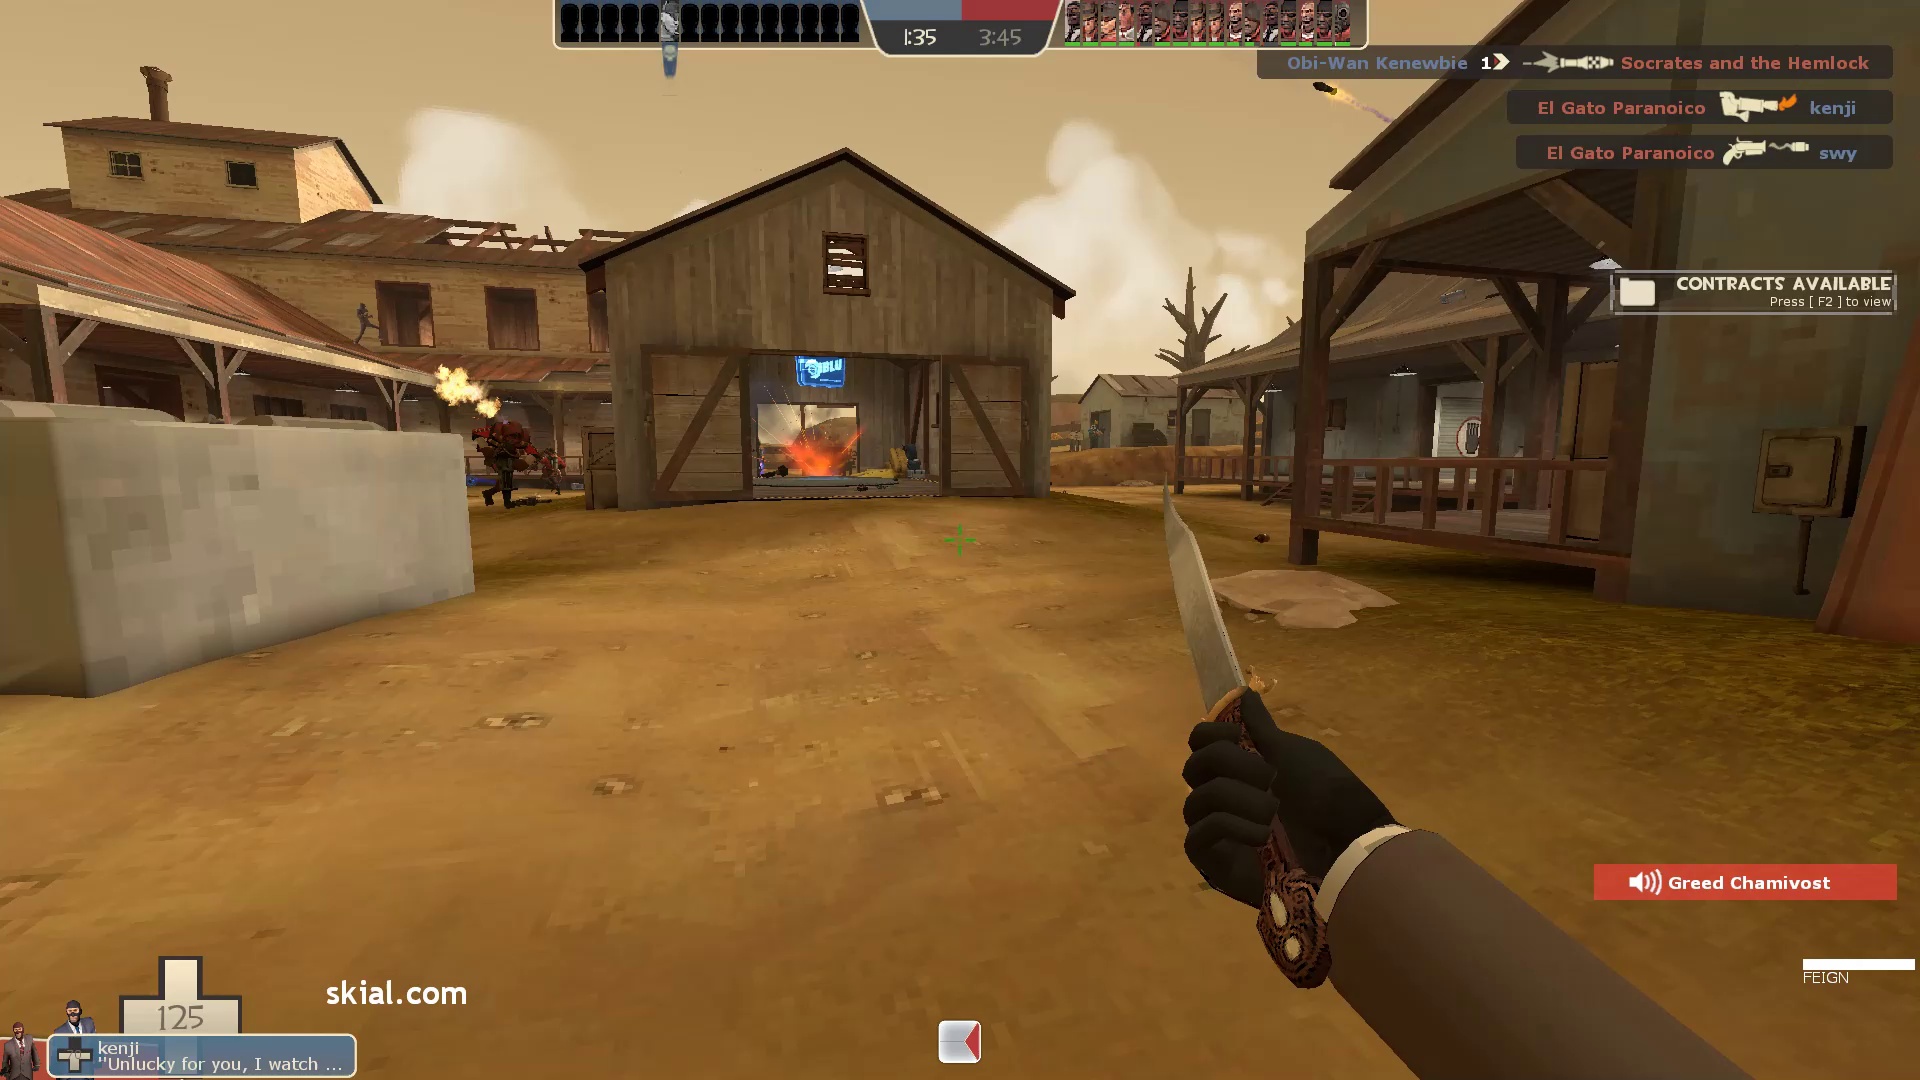 1:35 3:45
Obi-Wan Kenewbie 1 Socrates and the Hemlock
El Gato Paranoico kenji
El Gato Paranoico swy
CONTRACTS AVAILABLE
Press [ F2 ] to view
BLU
Greed Chamivost
FEIGN
skial.com
125
kenji
"Unlucky for you, I watch ...